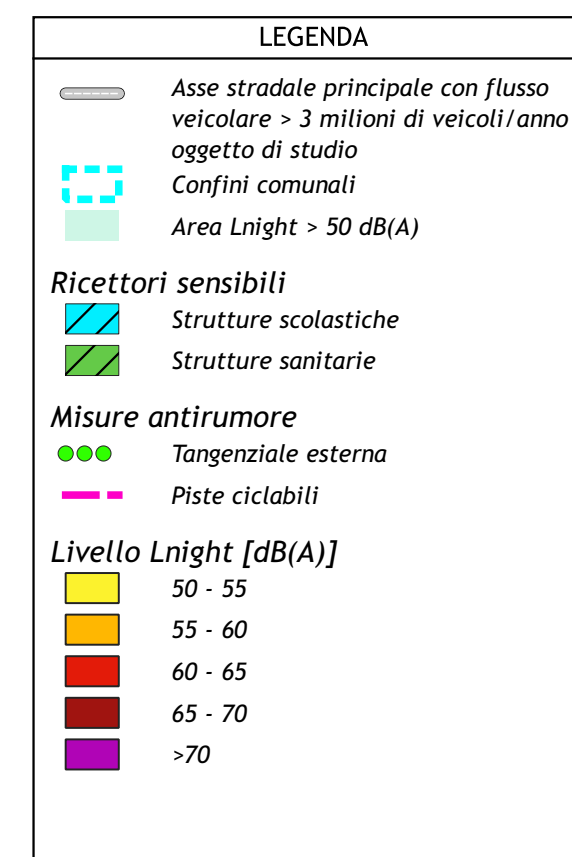 LEGENDA
Asse stradale principale con flusso
veicolare > 3 milioni di veicoli/anno
oggetto di studio
Confini comunali
Area Lnight > 50 dB(A)
Ricettori sensibili
Strutture scolastiche
Strutture sanitarie
Misure antirumore
Tangenziale esterna
Piste ciclabili
Livello Lnight [dB(A)]
50 - 55
55 - 60
60 - 65
65 - 70
>70